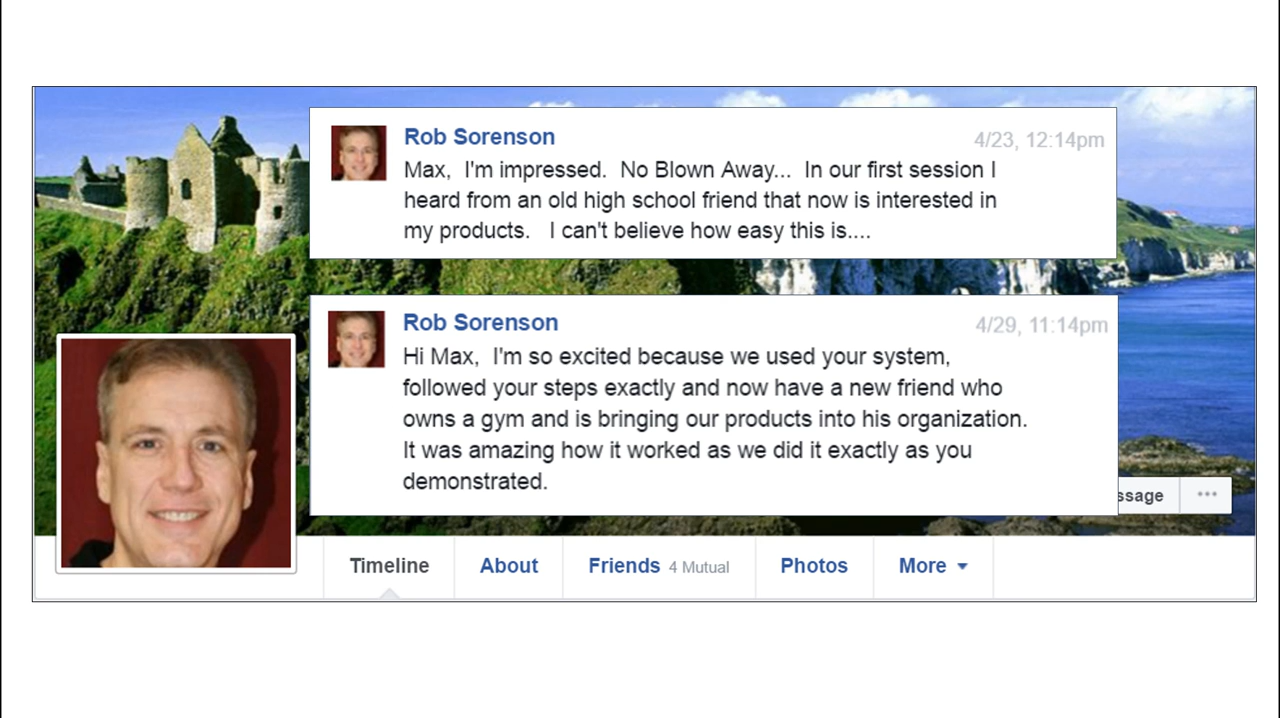 Rob Sorenson
4/23, 12:14pm
Max, I'm impressed. No Blown Away... In our first session I
heard from an old high school friend that now is interested in
my products. I can't believe how easy this is....
Rob Sorenson
4/29, 11:14pm
Hi Max, I'm so excited because we used your system,
followed your steps exactly and now have a new friend who
owns a gym and is bringing our products into his organization.
It was amazing how it worked as we did it exactly as you
demonstrated.
ssage
Timeline About Friends 4 Mutual Photos More